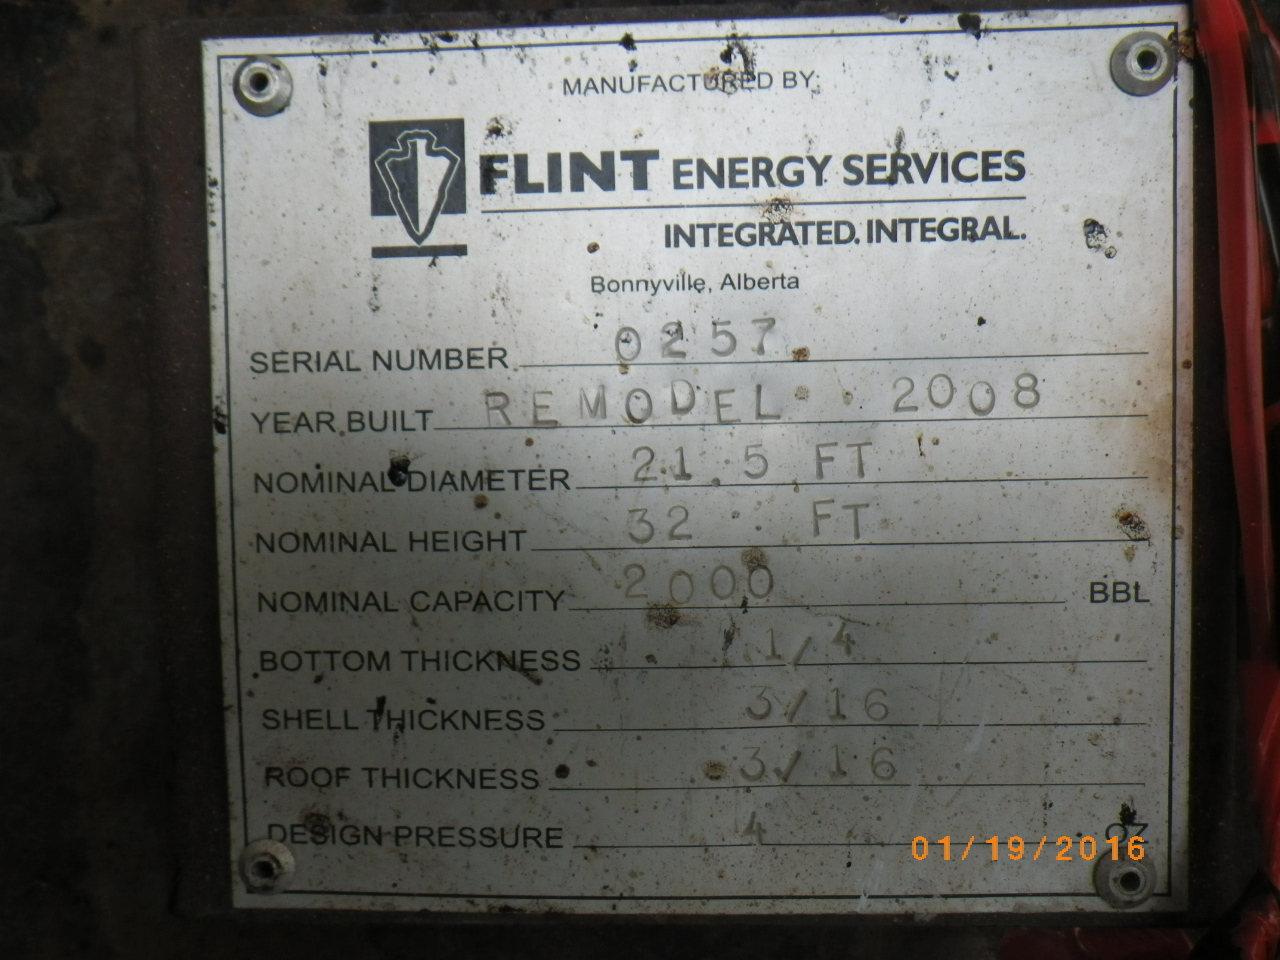 MANUFACTURED BY:
FLINT ENERGY SERVICES
INTEGRATED. INTEGRAL.
Bonnyville, Alberta
SERIAL NUMBER 0257
YEAR BUILT REMODEL 2008
NOMINAL DIAMETER 21.5 FT
NOMINAL HEIGHT 32 FT
NOMINAL CAPACITY 2000 BBL
BOTTOM THICKNESS 1/4
SHELL THICKNESS 3/16
ROOF THICKNESS 3/16
DESIGN PRESSURE 4 OZ
01/19/2016